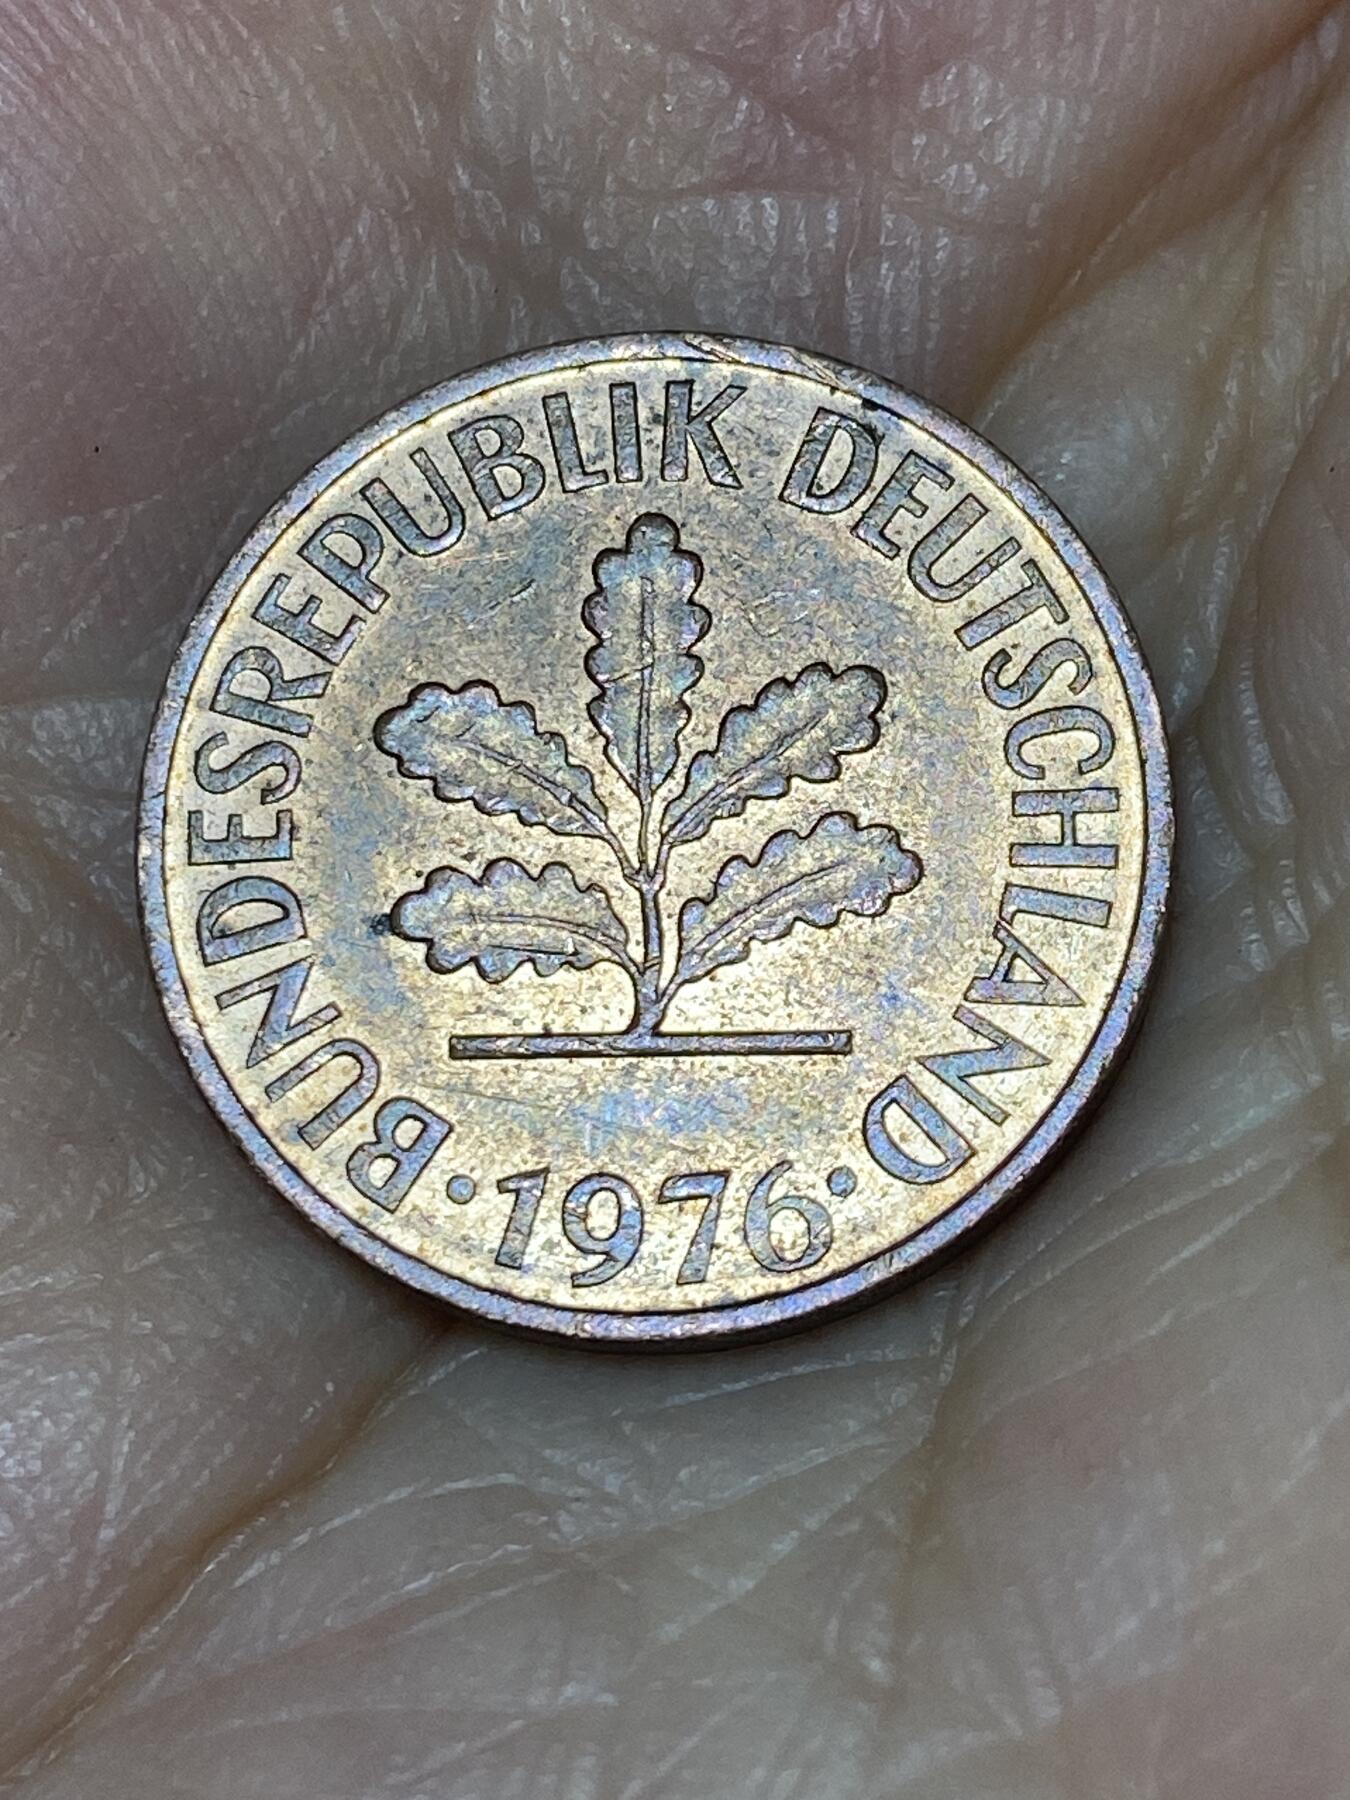 BUNDESREPUBLIK DEUTSCHLAND
· 1976 ·